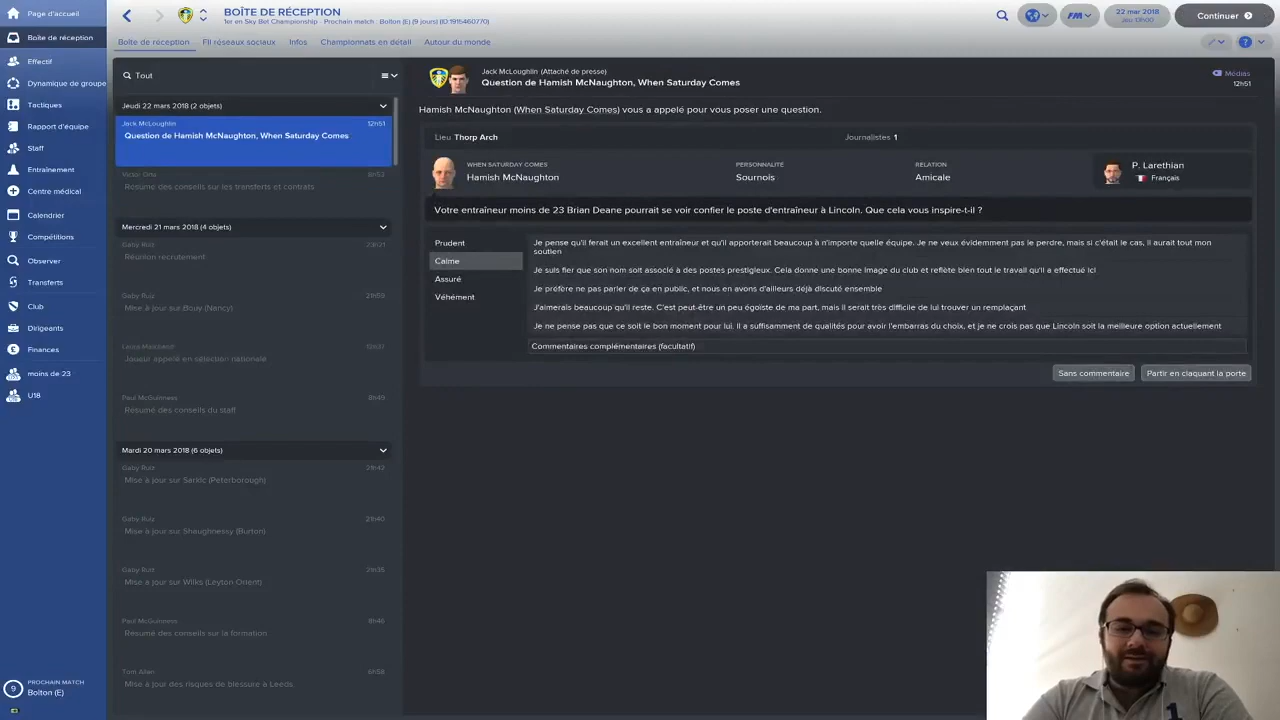 Page d'accueil
Boîte de réception
Effectif
Dynamique de groupe
Tactiques
Rapport d'équipe
Staff
Entraînement
Centre médical
Calendrier
Compétitions
Observer
Transferts
Club
Dirigeants
Finances
moins de 23
U18
9
PROCHAIN MATCH
Bolton (E)
BOÎTE DE RÉCEPTION
1er en Sky Bet Championship - Prochain match : Bolton (E) (9 jours) (ID:1915460770)
FM
22 mar 2018
Jeu 17h00
Continuer
Boîte de réception
Fil réseaux sociaux
Infos
Championnats en détail
Autour du monde
?
Tout
Jeudi 22 mars 2018 (2 objets)
Jack McLoughlin 12h51
Question de Hamish McNaughton, When Saturday Comes
Victor Orta 8h53
Résumé des conseils sur les transferts et contrats
Mercredi 21 mars 2018 (4 objets)
Gaby Ruiz
Réunion recrutement
Gaby Ruiz 21h59
Mise à jour sur Bouy (Nancy)
Joueur appelé en sélection nationale
Paul McGuinness 8h49
Résumé des conseils du staff
Mardi 20 mars 2018 (6 objets)
Gaby Ruiz
Mise à jour sur Sarkic (Peterborough)
Gaby Ruiz 21h40
Mise à jour sur Shaughnessy (Burton)
Gaby Ruiz 21h35
Mise à jour sur Wilks (Leyton Orient)
Paul McGuinness 8h46
Résumé des conseils sur la formation
Tom Allen 6h58
Mise à jour des risques de blessure à Leeds.
Jack McLoughlin (Attaché de presse)
Question de Hamish McNaughton, When Saturday Comes
Médias
12h51
Hamish McNaughton (When Saturday Comes) vous a appelé pour vous poser une question.
Lieu Thorp Arch
Journalistes 1
WHEN SATURDAY COMES
Hamish McNaughton
PERSONNALITÉ
Sournois
RELATION
Amicale
P. Larethian
Français
Votre entraîneur moins de 23 Brian Deane pourrait se voir confier le poste d'entraîneur à Lincoln. Que cela vous inspire-t-il ?
Prudent
Calme
Assuré
Véhément
Je pense qu'il ferait un excellent entraîneur et qu'il apporterait beaucoup à n'importe quelle équipe. Je ne veux évidemment pas le perdre, mais si c'était le cas, il aurait tout mon
soutien
Je suis fier que son nom soit associé à des postes prestigieux. Cela donne une bonne image du club et reflète bien tout le travail qu'il a effectué ici
Je préfère ne pas parler de ça en public, et nous en avons d'ailleurs déjà discuté ensemble
J'aimerais beaucoup qu'il reste. C'est peut-être un peu égoïste de ma part, mais il serait très difficile de lui trouver un remplaçant
Je ne pense pas que ce soit le bon moment pour lui. Il a suffisamment de qualités pour avoir l'embarras du choix, et je ne crois pas que Lincoln soit la meilleure option actuellement
Commentaires complémentaires (facultatif)
Sans commentaire
Partir en claquant la porte